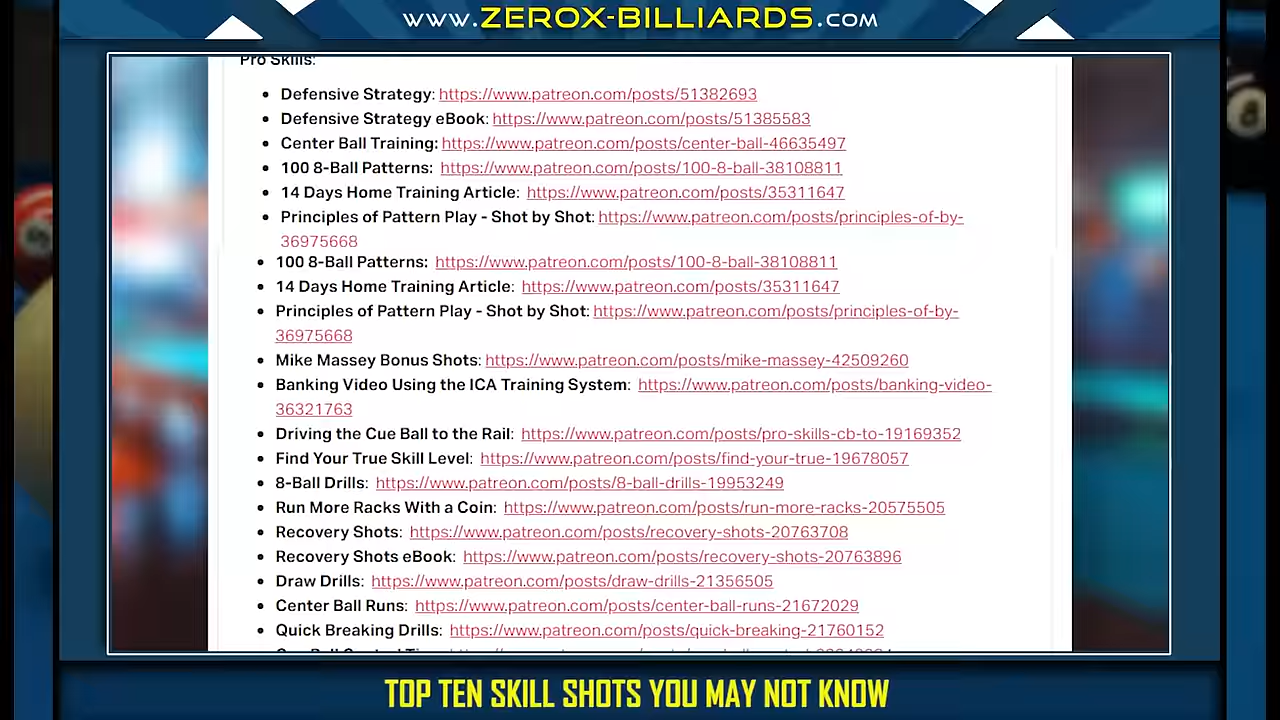 www.ZEROX-BILLIARDS.com
Pro Skills:
Defensive Strategy: https://www.patreon.com/posts/51382693
Defensive Strategy eBook: https://www.patreon.com/posts/51385583
Center Ball Training: https://www.patreon.com/posts/center-ball-46635497
100 8-Ball Patterns: https://www.patreon.com/posts/100-8-ball-38108811
14 Days Home Training Article: https://www.patreon.com/posts/35311647
Principles of Pattern Play - Shot by Shot: https://www.patreon.com/posts/principles-of-by-
36975668
100 8-Ball Patterns: https://www.patreon.com/posts/100-8-ball-38108811
14 Days Home Training Article: https://www.patreon.com/posts/35311647
Principles of Pattern Play - Shot by Shot: https://www.patreon.com/posts/principles-of-by-
36975668
Mike Massey Bonus Shots: https://www.patreon.com/posts/mike-massey-42509260
Banking Video Using the ICA Training System: https://www.patreon.com/posts/banking-video-
36321763
Driving the Cue Ball to the Rail: https://www.patreon.com/posts/pro-skills-cb-to-19169352
Find Your True Skill Level: https://www.patreon.com/posts/find-your-true-19678057
8-Ball Drills: https://www.patreon.com/posts/8-ball-drills-19953249
Run More Racks With a Coin: https://www.patreon.com/posts/run-more-racks-20575505
Recovery Shots: https://www.patreon.com/posts/recovery-shots-20763708
Recovery Shots eBook: https://www.patreon.com/posts/recovery-shots-20763896
Draw Drills: https://www.patreon.com/posts/draw-drills-21356505
Center Ball Runs: https://www.patreon.com/posts/center-ball-runs-21672029
Quick Breaking Drills: https://www.patreon.com/posts/quick-breaking-21760152
TOP TEN SKILL SHOTS YOU MAY NOT KNOW
8